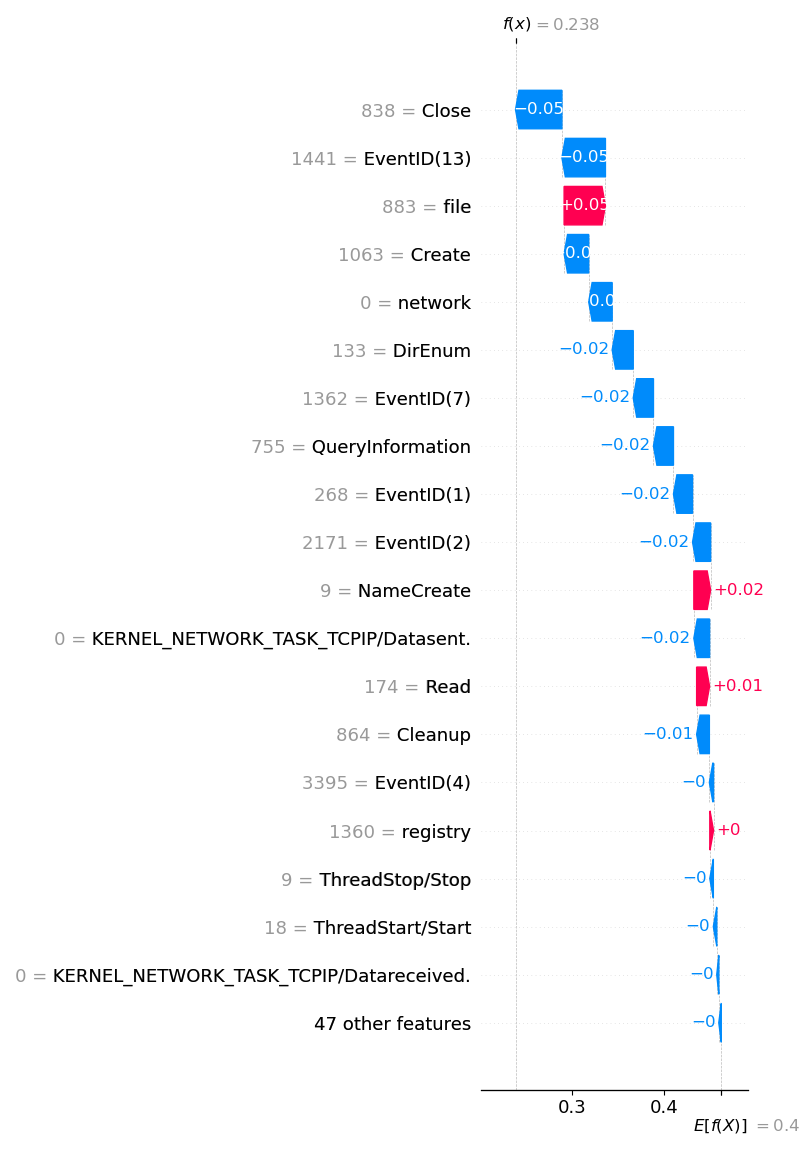 f(x) = 0.238
838 = Close −0.05
1441 = EventID(13) −0.05
883 = file +0.05
1063 = Create
0 = network
133 = DirEnum −0.02
1362 = EventID(7) −0.02
755 = QueryInformation −0.02
268 = EventID(1) −0.02
2171 = EventID(2) −0.02
9 = NameCreate +0.02
0 = KERNEL_NETWORK_TASK_TCPIP/Datasent. −0.02
174 = Read +0.01
864 = Cleanup −0.01
3395 = EventID(4) −0
1360 = registry +0
9 = ThreadStop/Stop −0
18 = ThreadStart/Start −0
0 = KERNEL_NETWORK_TASK_TCPIP/Datareceived. −0
47 other features −0
0.3 0.4
E[f(X)] = 0.4